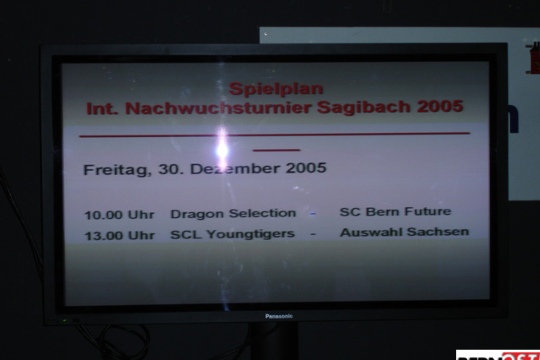 Spielplan
Int. Nachwuchsturnier Sagibach 2005
Freitag, 30. Dezember 2005
10.00 Uhr Dragon Selection - SC Bern Future
13.00 Uhr SCL Youngtigers - Auswahl Sachsen
Panasonic